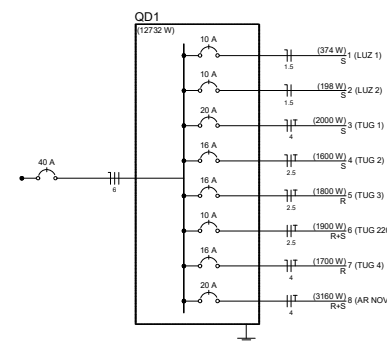 QD1
(12732 W)
10 A
(374 W) 1 (LUZ 1)
1.5 S
10 A
(198 W) 2 (LUZ 2)
1.5 S
20 A
(2000 W) 3 (TUG 1)
4 S
16 A
(1600 W) 4 (TUG 2)
2.5 S
40 A
6
16 A
(1800 W) 5 (TUG 3)
2.5 R
10 A
(1900 W) 6 (TUG 220
2.5 R+S
16 A
(1700 W) 7 (TUG 4)
4 R
20 A
(3160 W) 8 (AR NOV
4 R+S